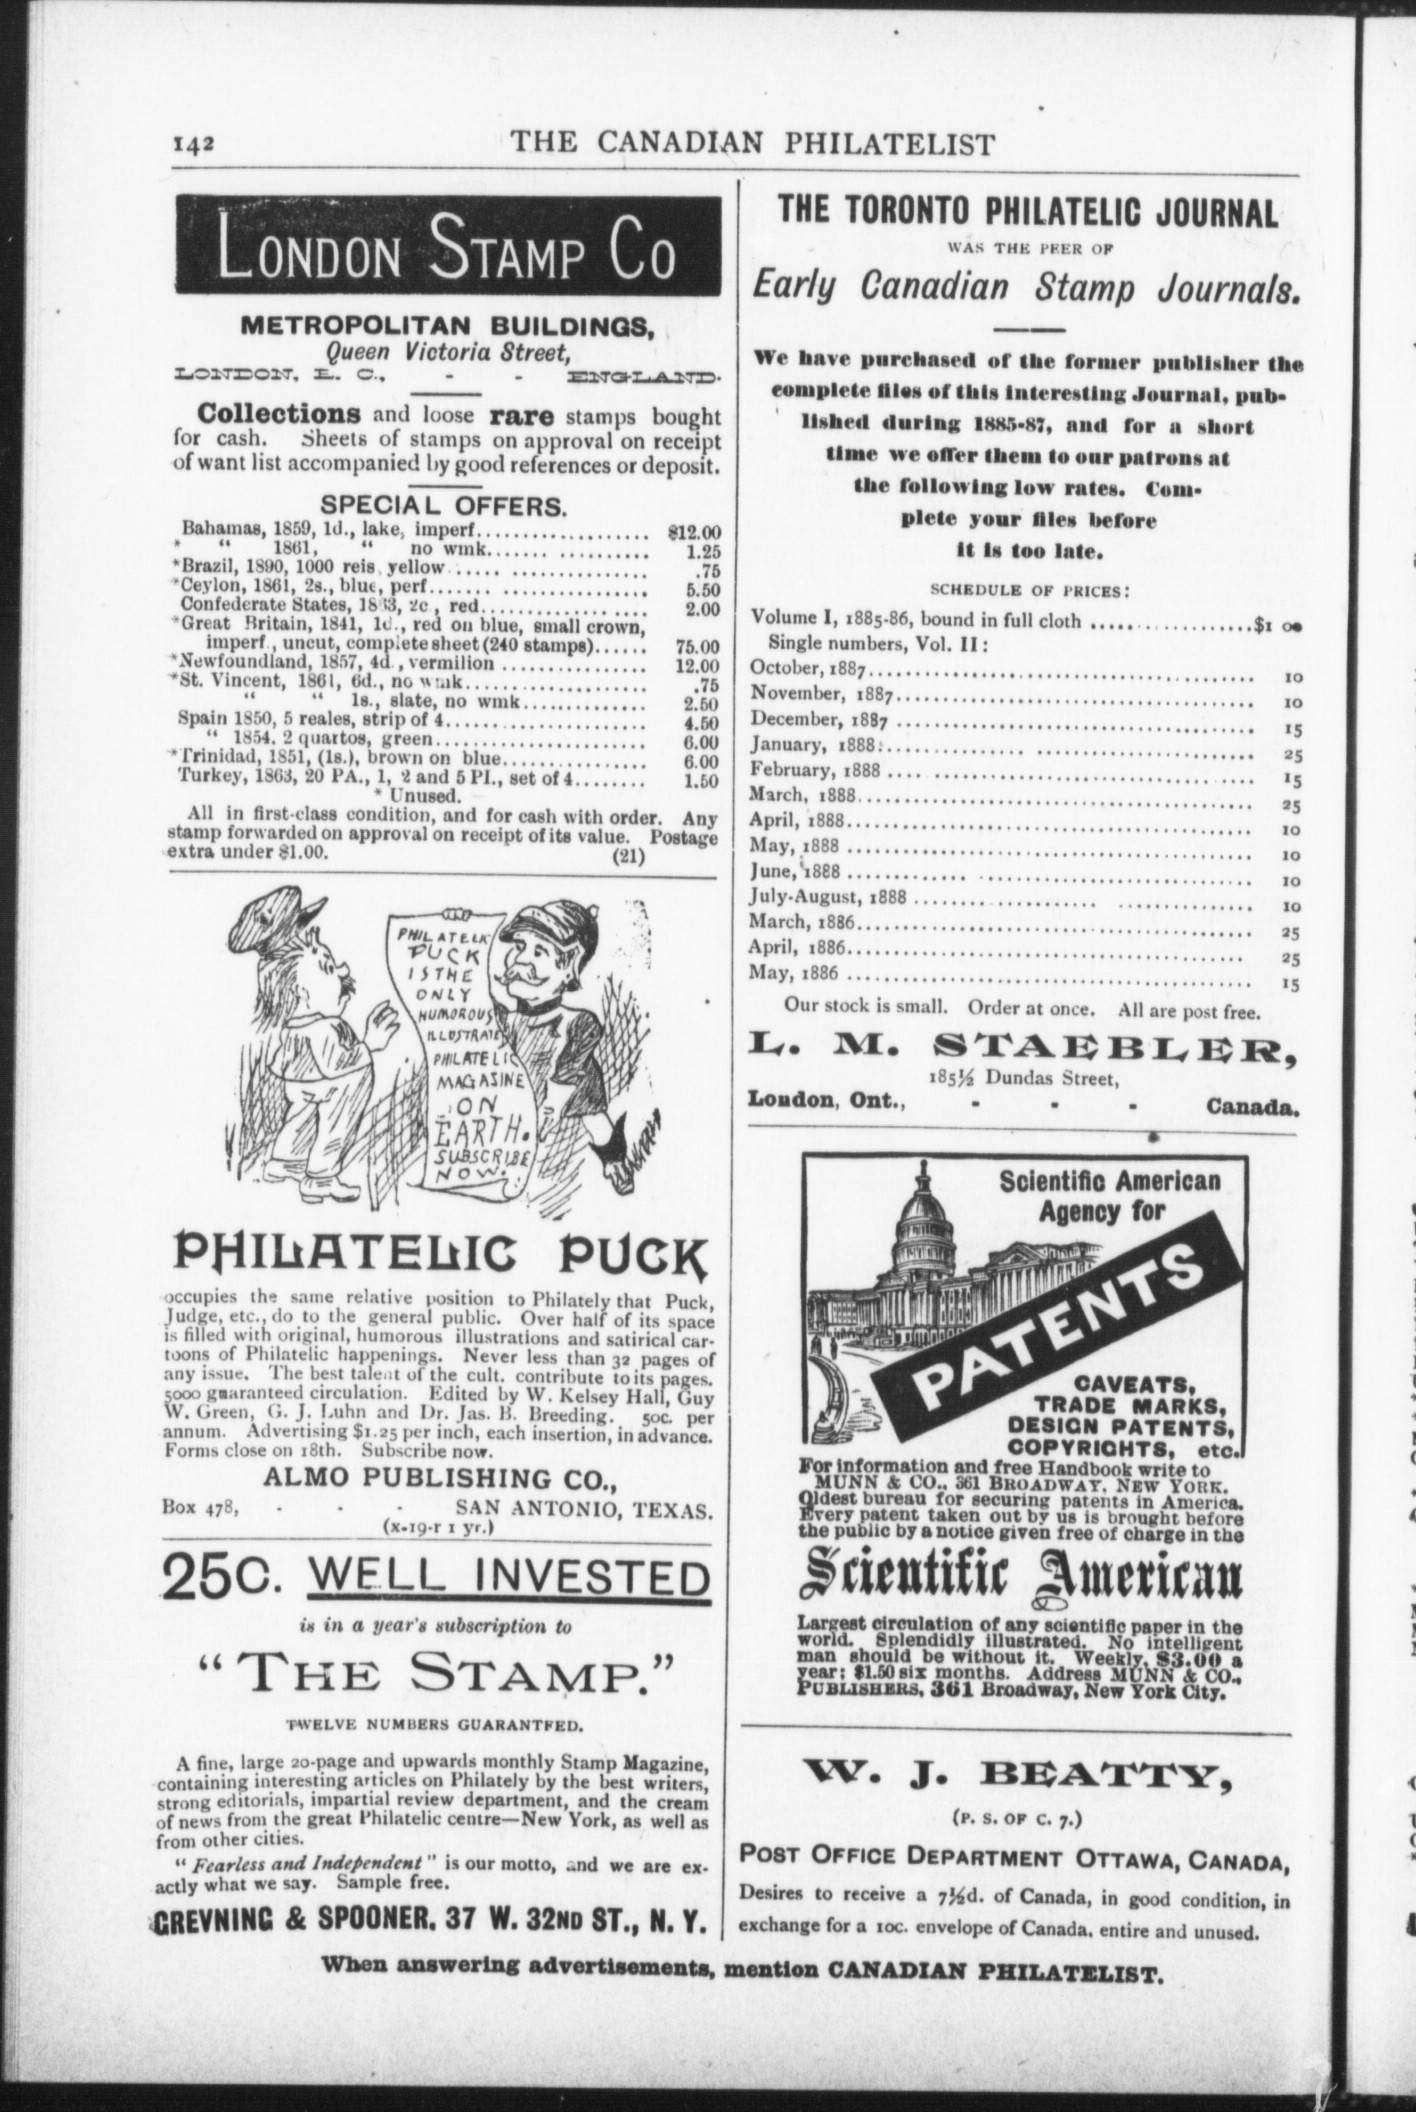 142 THE CANADIAN PHILATELIST
LONDON STAMP CO
METROPOLITAN BUILDINGS,
Queen Victoria Street,
LONDON, E. C., - - ENGLAND.
Collections and loose rare stamps bought
for cash. Sheets of stamps on approval on receipt
of want list accompanied by good references or deposit.
SPECIAL OFFERS.
Bahamas, 1859, 1d., lake, imperf.................... $12.00
* " 1861, " no wmk.................. 1.25
*Brazil, 1890, 1000 reis, yellow.................... .75
*Ceylon, 1861, 2s., blue, perf....................... 5.50
Confederate States, 1863, 2c., red.................. 2.00
*Great Britain, 1841, 1d., red on blue, small crown,
imperf., uncut, complete sheet (240 stamps)...... 75.00
*Newfoundland, 1857, 4d., vermilion ................ 12.00
*St. Vincent, 1861, 6d., no wmk.................... .75
" " 1s., slate, no wmk............. 2.50
Spain 1850, 5 reales, strip of 4...................... 4.50
" 1854, 2 quartos, green....................... 6.00
*Trinidad, 1851, (1s.), brown on blue................ 6.00
Turkey, 1863, 20 PA., 1, 2 and 5 PI., set of 4........ 1.50
* Unused.
All in first-class condition, and for cash with order. Any
stamp forwarded on approval on receipt of its value. Postage
extra under $1.00. (21)
PHILATELIC
PUCK
IS THE
ONLY
HUMOROUS
ILLUSTRATE
PHILATELIC
MAGASINE
ON
EARTH.
SUBSCRIBE
NOW.
PHILATELIC PUCK
occupies the same relative position to Philately that Puck,
Judge, etc., do to the general public. Over half of its space
is filled with original, humorous illustrations and satirical car-
toons of Philatelic happenings. Never less than 32 pages of
any issue. The best talent of the cult. contribute to its pages.
5000 guaranteed circulation. Edited by W. Kelsey Hall, Guy
W. Green, G. J. Luhn and Dr. Jas. B. Breeding. 50c. per
annum. Advertising $1.25 per inch, each insertion, in advance.
Forms close on 18th. Subscribe now.
ALMO PUBLISHING CO.,
Box 478, - - - SAN ANTONIO, TEXAS.
(x-19-r 1 yr.)
25C. WELL INVESTED
is in a year's subscription to
"THE STAMP."
TWELVE NUMBERS GUARANTEED.
A fine, large 20-page and upwards monthly Stamp Magazine,
containing interesting articles on Philately by the best writers,
strong editorials, impartial review department, and the cream
of news from the great Philatelic centre—New York, as well as
from other cities.
"Fearless and Independent" is our motto, and we are ex-
actly what we say. Sample free.
GREVNING & SPOONER, 37 W. 32ND ST., N. Y.
THE TORONTO PHILATELIC JOURNAL
WAS THE PEER OF
Early Canadian Stamp Journals.
We have purchased of the former publisher the
complete files of this interesting Journal, pub-
lished during 1885-87, and for a short
time we offer them to our patrons at
the following low rates. Com-
plete your files before
it is too late.
SCHEDULE OF PRICES:
Volume I, 1885-86, bound in full cloth ....................$1 00
Single numbers, Vol. II:
October, 1887.................................................. 10
November, 1887.............................................. 10
December, 1887 .............................................. 15
January, 1888................................................. 25
February, 1888 ............................................... 15
March, 1888................................................... 25
April, 1888..................................................... 10
May, 1888 ..................................................... 10
June, 1888 ..................................................... 10
July-August, 1888 ........................................... 10
March, 1886................................................... 25
April, 1886..................................................... 25
May, 1886 ..................................................... 15
Our stock is small. Order at once. All are post free.
L. M. STAEBLER,
185½ Dundas Street,
London, Ont., - - - Canada.
Scientific American
Agency for
PATENTS
CAVEATS,
TRADE MARKS,
DESIGN PATENTS,
COPYRIGHTS, etc.
For information and free Handbook write to
MUNN & CO., 361 BROADWAY, NEW YORK.
Oldest bureau for securing patents in America.
Every patent taken out by us is brought before
the public by a notice given free of charge in the
Scientific American
Largest circulation of any scientific paper in the
world. Splendidly illustrated. No intelligent
man should be without it. Weekly, $3.00 a
year; $1.50 six months. Address MUNN & CO.,
PUBLISHERS, 361 Broadway, New York City.
W. J. BEATTY,
(P. S. OF C. 7.)
POST OFFICE DEPARTMENT OTTAWA, CANADA,
Desires to receive a 7½d. of Canada, in good condition, in
exchange for a 10c. envelope of Canada, entire and unused.
When answering advertisements, mention CANADIAN PHILATELIST.